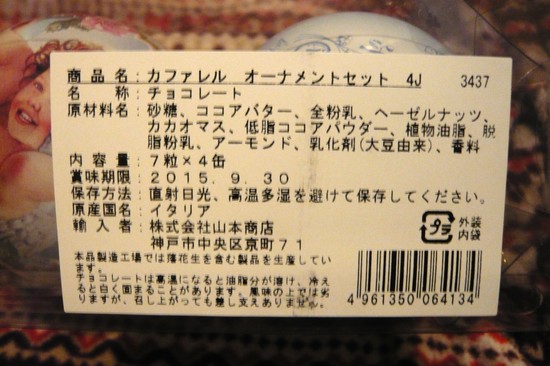 商品名：カファレル　オーナメントセット　4J　3437
名　　称：チョコレート
原材料名：砂糖、ココアバター、全粉乳、ヘーゼルナッツ、
カカオマス、低脂ココアパウダー、植物油脂、脱
脂粉乳、アーモンド、乳化剤(大豆由来)、香料
内容量：7粒×4缶
賞味期限：2015．9．30
保存方法：直射日光、高温多湿を避けて保存してください。
原産国名：イタリア
輸入者：株式会社山本商店
神戸市中央区京町71
プラ　外装
内袋
本品製造工場では落花生を含む製品を生産してい
ます。
チョコレートは高温になると油脂分が溶け、冷え
ると白く固まることがあります。風味の上では劣
りますが、召し上がっても差し支えありません。
4961350064134